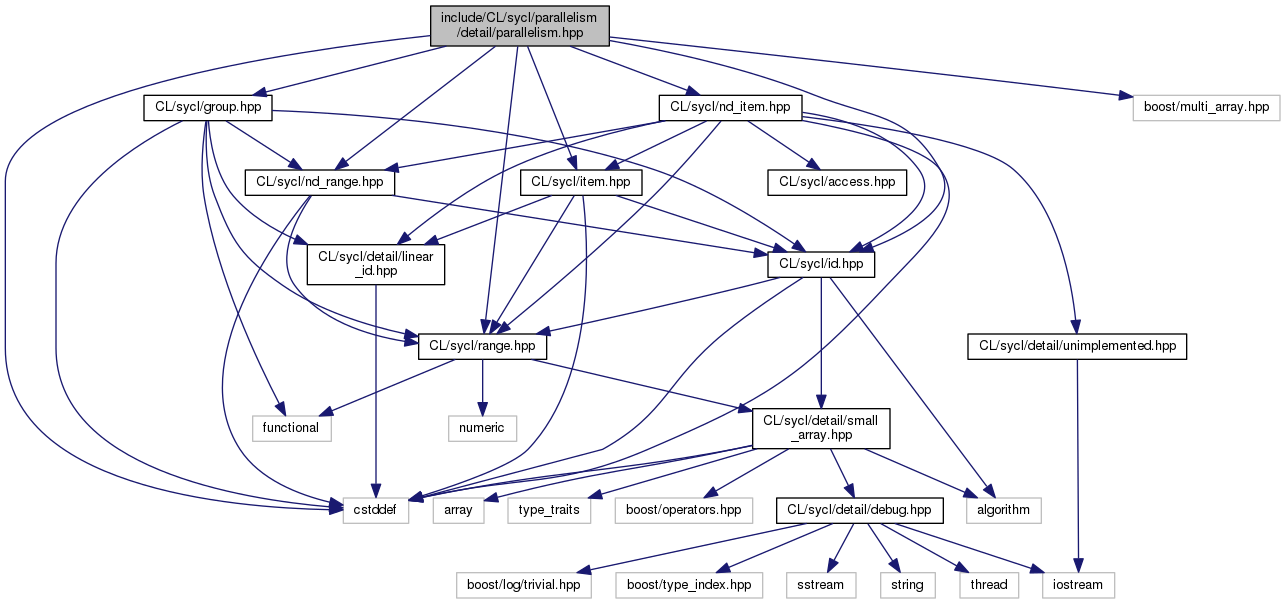 include/CL/sycl/parallelism
/detail/parallelism.hpp
CL/sycl/group.hpp
CL/sycl/nd_item.hpp
boost/multi_array.hpp
CL/sycl/nd_range.hpp
CL/sycl/item.hpp
CL/sycl/access.hpp
CL/sycl/detail/linear
_id.hpp
CL/sycl/id.hpp
CL/sycl/range.hpp
CL/sycl/detail/unimplemented.hpp
functional
numeric
CL/sycl/detail/small
_array.hpp
cstddef
array
type_traits
boost/operators.hpp
CL/sycl/detail/debug.hpp
algorithm
boost/log/trivial.hpp
boost/type_index.hpp
sstream
string
thread
iostream